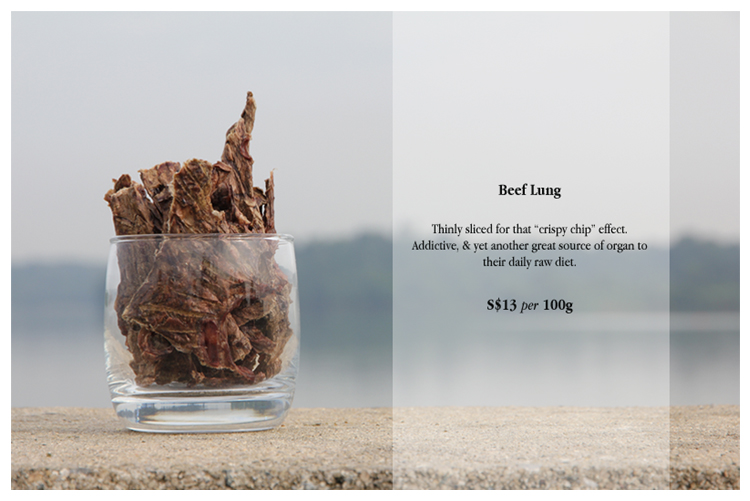 Beef Lung
Thinly sliced for that “crispy chip” effect.
Addictive, & yet another great source of organ to
their daily raw diet.
S$13 per 100g